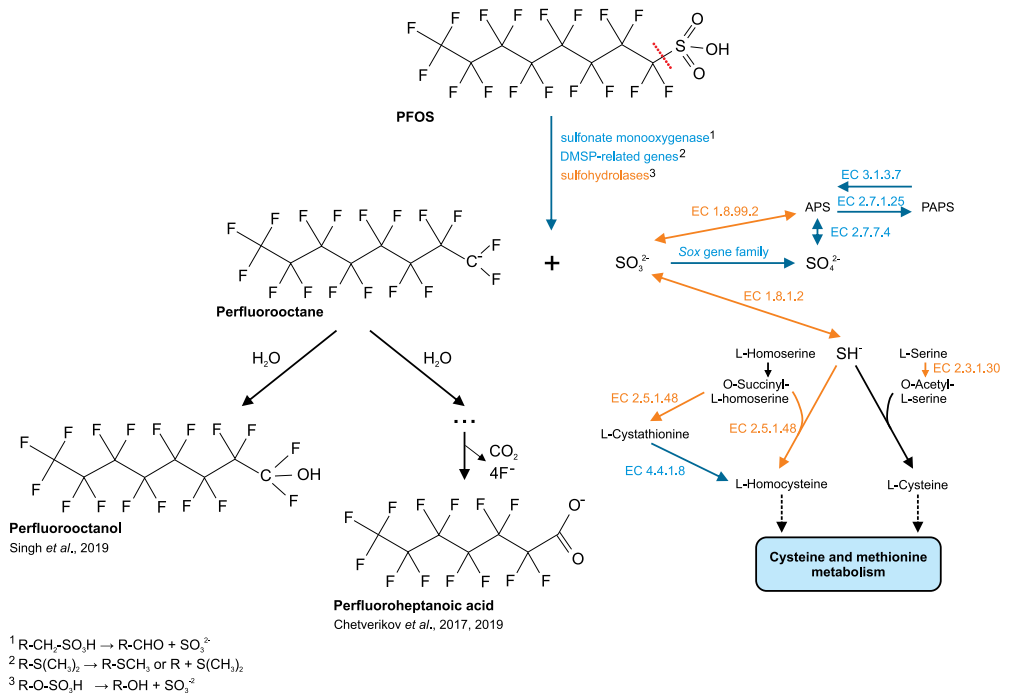 F F F F F F F O
F S OH
F F F F F F F F F O
PFOS
sulfonate monooxygenase¹
DMSP-related genes²
sulfohydrolases³
EC 3.1.3.7
EC 1.8.99.2
EC 2.7.1.25
APS PAPS
EC 2.7.7.4
F F F F F F F
F C⁻ F
F F F F F F F F F
+
SO₃²⁻ Sox gene family SO₄²⁻
Perfluorooctane
EC 1.8.1.2
H₂O H₂O
L-Homoserine SH⁻ L-Serine
EC 2.3.1.30
O-Succinyl-
L-homoserine
O-Acetyl-
L-serine
EC 2.5.1.48
...
L-Cystathionine EC 2.5.1.48
CO₂
4F⁻
EC 4.4.1.8
F F F F F F F F
C OH
F F F F F F F F F
Perfluorooctanol
Singh et al., 2019
L-Homocysteine L-Cysteine
F F F F F O⁻
F
F F F F F F F O
Perfluoroheptanoic acid
Chetverikov et al., 2017, 2019
Cysteine and methionine
metabolism
¹ R-CH₂-SO₃H → R-CHO + SO₃²⁻
² R-S(CH₃)₂ → R-SCH₃ or R + S(CH₃)₂
³ R-O-SO₃H → R-OH + SO₃⁻²